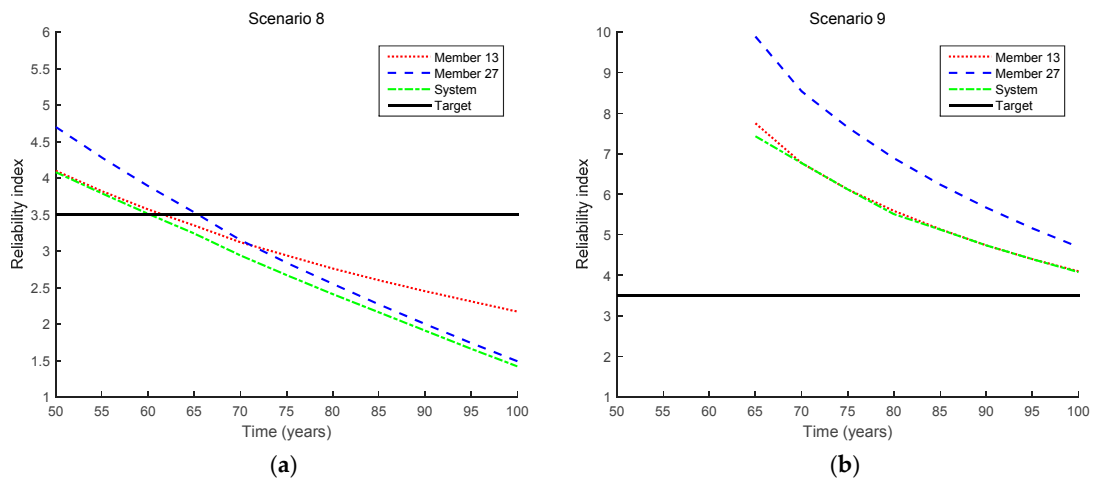 Scenario 8
6
5.5
5
4.5
4
3.5
3
2.5
2
1.5
1
Reliability index
Member 13
Member 27
System
Target
50 55 60 65 70 75 80 85 90 95 100
Time (years)
(a)
Scenario 9
10
9
8
7
6
5
4
3
2
1
Reliability index
Member 13
Member 27
System
Target
50 55 60 65 70 75 80 85 90 95 100
Time (years)
(b)